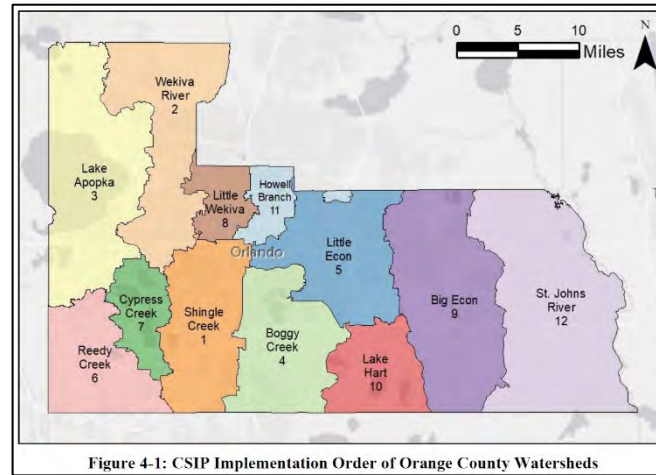 N
0 5 10
Miles
Wekiva
River
2
Lake
Apopka
3
Little
Wekiva
8
Howell
Branch
11
Orlando
Little
Econ
5
Cypress
Creek
7
Shingle
Creek
1
Big Econ
9
St. Johns
River
12
Boggy
Creek
4
Reedy
Creek
6
Lake
Hart
10
Figure 4-1: CSIP Implementation Order of Orange County Watersheds